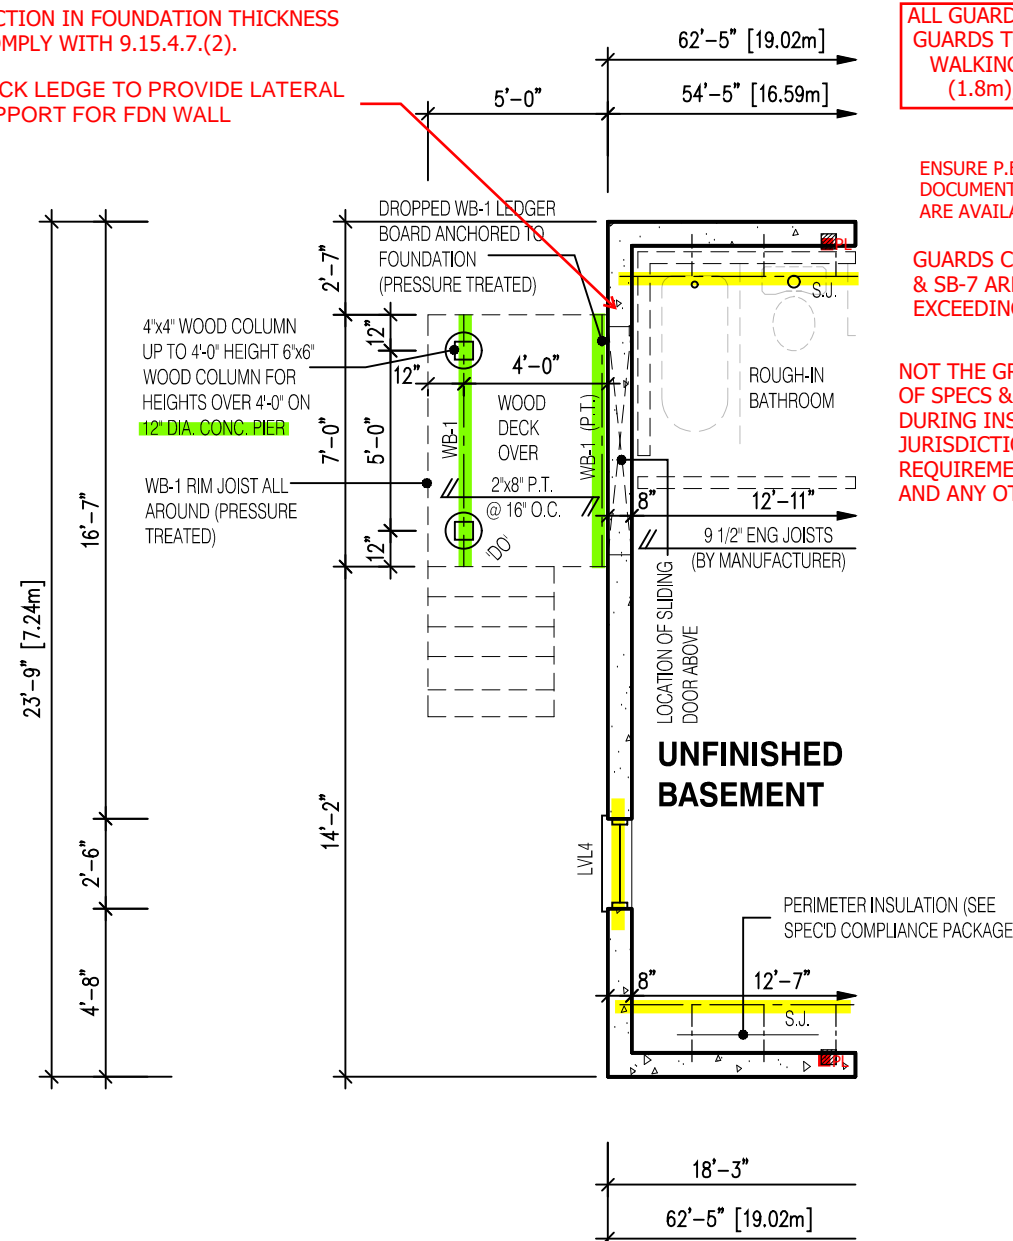 CTION IN FOUNDATION THICKNESS
OMPLY WITH 9.15.4.7.(2).
CK LEDGE TO PROVIDE LATERAL
PPORT FOR FDN WALL
62'-5" [19.02m]
5'-0"
54'-5" [16.59m]
ALL GUARD
GUARDS T
WALKING
(1.8m)
ENSURE P.E
DOCUMENT
ARE AVAILA
GUARDS C
& SB-7 ARE
EXCEEDING
NOT THE GR
OF SPECS &
DURING INS
JURISDICTIO
REQUIREME
AND ANY OT
DROPPED WB-1 LEDGER
BOARD ANCHORED TO
FOUNDATION
(PRESSURE TREATED)
PL
S.J.
2'-7"
4"x4" WOOD COLUMN
UP TO 4'-0" HEIGHT 6"x6"
WOOD COLUMN FOR
HEIGHTS OVER 4'-0" ON
12" DIA. CONC. PIER
12"
12"
4'-0"
ROUGH-IN
BATHROOM
WOOD
DECK
OVER
WB-1
WB-1 (P.T.)
7'-0"
5'-0"
2"x8" P.T.
@ 16" O.C.
WB-1 RIM JOIST ALL
AROUND (PRESSURE
TREATED)
8"
12'-11"
9 1/2" ENG JOISTS
(BY MANUFACTURER)
12"
'DO'
16'-7"
23'-9" [7.24m]
LOCATION OF SLIDING
DOOR ABOVE
UNFINISHED
BASEMENT
14'-2"
2'-6"
LVL4
PERIMETER INSULATION (SEE
SPEC'D COMPLIANCE PACKAGE
4'-8"
8"
12'-7"
S.J.
PL
18'-3"
62'-5" [19.02m]